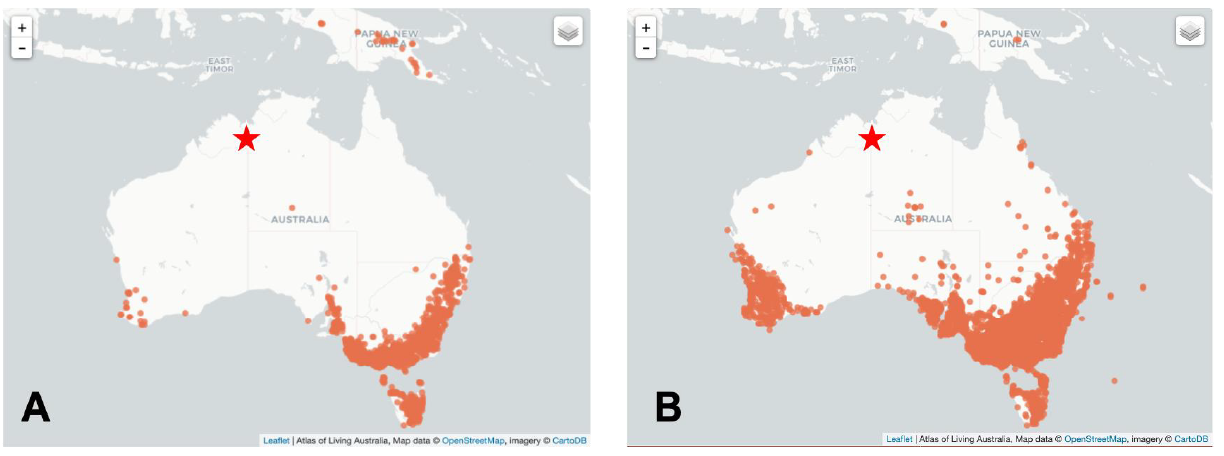 +
-
PAPUA NEW
GUINEA
EAST
TIMOR
AUSTRALIA
A
Leaflet | Atlas of Living Australia, Map data © OpenStreetMap, imagery © CartoDB
+
-
PAPUA NEW
GUINEA
EAST
TIMOR
AUSTRALIA
B
Leaflet | Atlas of Living Australia, Map data © OpenStreetMap, imagery © CartoDB